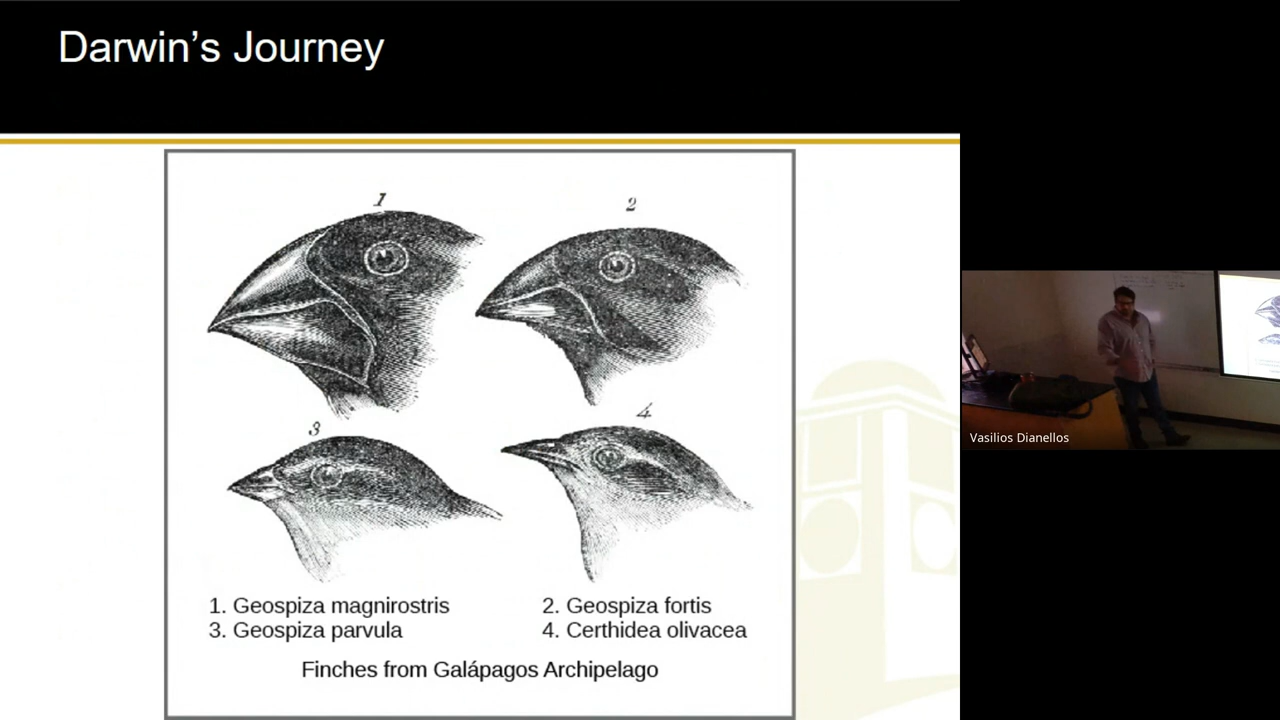 Darwin’s Journey
1
2
3
4
1. Geospiza magnirostris
2. Geospiza fortis
3. Geospiza parvula
4. Certhidea olivacea
Finches from Galápagos Archipelago
Vasilios Dianellos